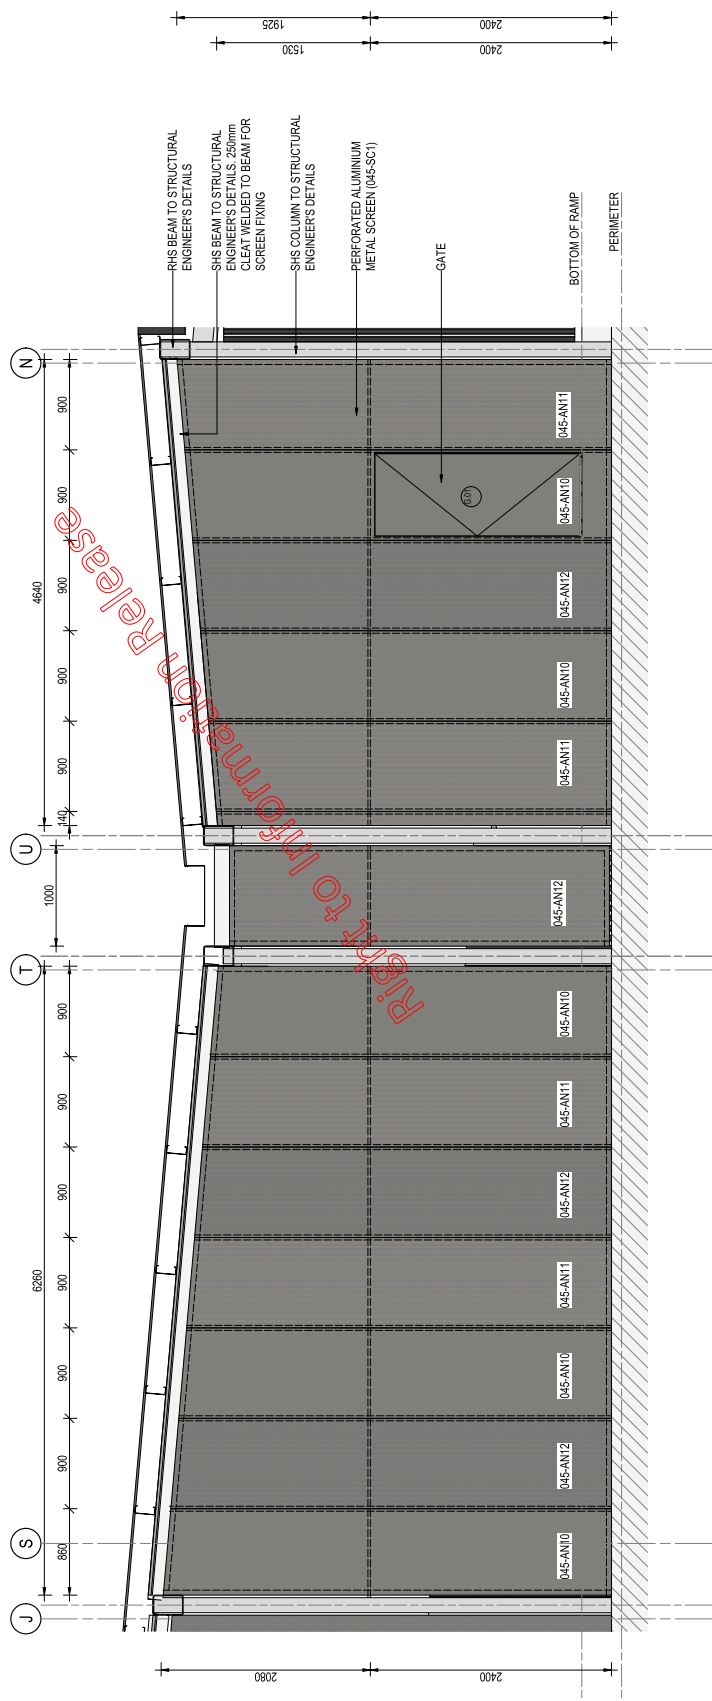 J
S
T
U
N
6260
1000
4640
860
900
900
900
900
900
900
140
900
900
900
900
900
2080
2400
1530
2400
1925
2400
RHS BEAM TO STRUCTURAL
ENGINEER'S DETAILS
SHS BEAM TO STRUCTURAL
ENGINEER'S DETAILS. 250mm
CLEAT WELDED TO BEAM FOR
SCREEN FIXING
SHS COLUMN TO STRUCTURAL
ENGINEER'S DETAILS
PERFORATED ALUMINIUM
METAL SCREEN (045-SC1)
GATE
BOTTOM OF RAMP
PERIMETER
G.01
045-AN10
045-AN12
045-AN10
045-AN11
045-AN12
045-AN11
045-AN10
045-AN12
045-AN11
045-AN10
045-AN12
045-AN10
045-AN11
Right to Information Release